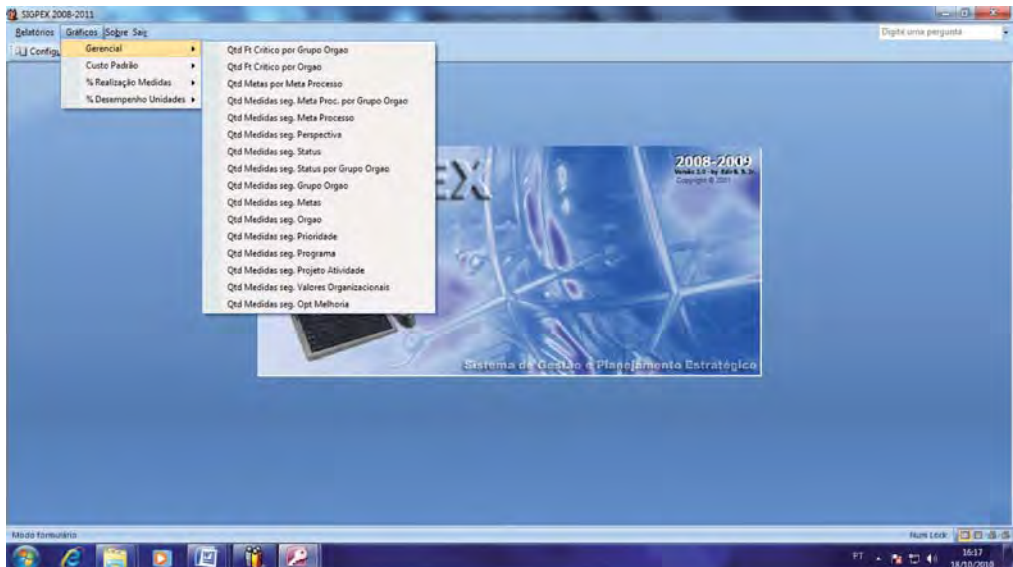 SIGPEX 2008-2011
Relatórios Gráficos Sobre Sair
Digite uma pergunta
Gerencial
Custo Padrão
% Realização Medidas
% Desempenho Unidades
Qtd Ft Critico por Grupo Orgao
Qtd Ft Critico por Orgao
Qtd Metas por Meta Processo
Qtd Medidas seg. Meta Proc. por Grupo Orgao
Qtd Medidas seg. Meta Processo
Qtd Medidas seg. Perspectiva
Qtd Medidas seg. Status
Qtd Medidas seg. Status por Grupo Orgao
Qtd Medidas seg. Grupo Orgao
Qtd Medidas seg. Metas
Qtd Medidas seg. Orgao
Qtd Medidas seg. Prioridade
Qtd Medidas seg. Programa
Qtd Medidas seg. Projeto Atividade
Qtd Medidas seg. Valores Organizacionais
Qtd Medidas seg. Opt Melhoria
EX
2008-2009
Copyright © 2001
Sistema de Gestão e Planejamento Estratégico
Modo formulário
Num Lock
PT
16:17
18/10/2010